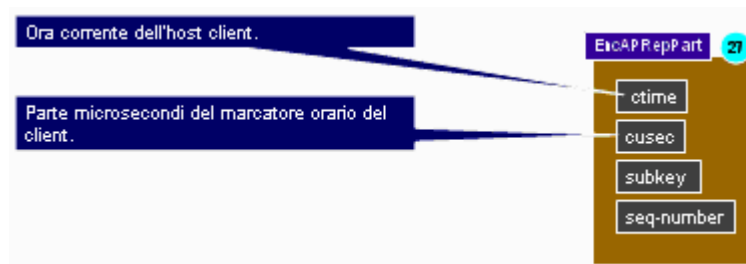 Ora corrente dell'host client.
EncAPRepPart 27
ctime
Parte microsecondi del marcatore orario del
client.
cusec
subkey
seq-number